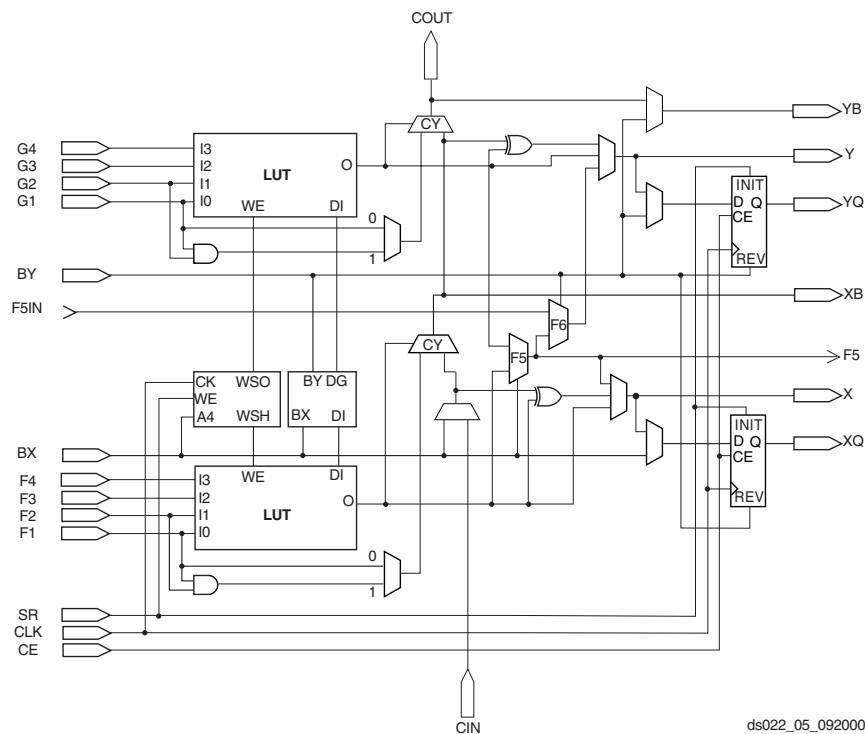 COUT
YB
CY
G4
I3
Y
G3
I2
LUT
O
G2
I1
INIT
G1
I0
D Q
YQ
WE
DI
CE
0
1
REV
BY
XB
F5IN
F6
CY
F5
F5
CK
WSO
BY DG
WE
X
A4
WSH
BX
DI
INIT
BX
D Q
XQ
F4
I3
WE
DI
CE
F3
I2
O
F2
I1
LUT
REV
F1
I0
0
1
SR
CLK
CE
CIN
ds022_05_092000